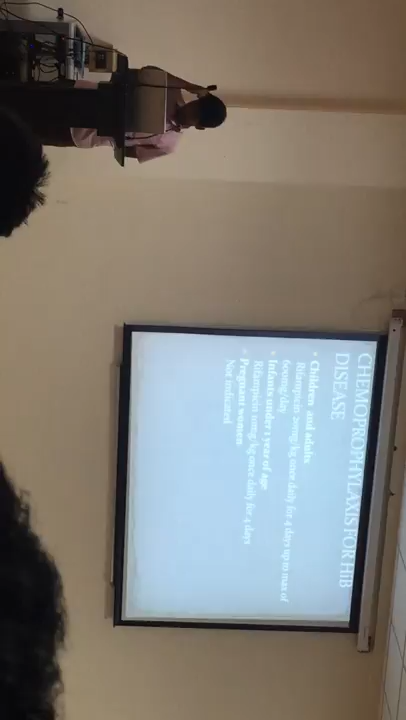 CHEMOPROPHYLAXIS FOR HiB
DISEASE
• Children and adults
Rifampicin 20mg/kg once daily for 4 days up to max of
600mg/day
• Infants under 1 year of age
Rifampicin 10mg/kg once daily for 4 days
• Pregnant women
Not indicated